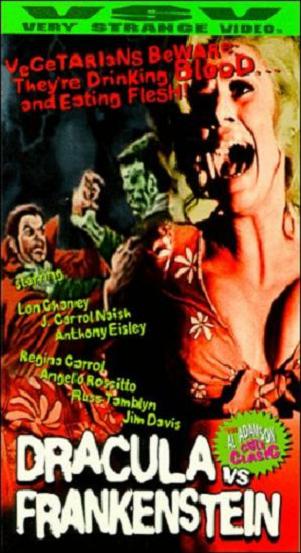 VSV
VERY STRANGE VIDEO
VEGETARIANS BEWARE
They're Drinking BLOOD...
and Eating FLESH!
starring
Lon Chaney
J. Carrol Naish
Anthony Eisley
Regina Carrol
Angelo Rossitto
Russ Tamblyn
Jim Davis
THE
AL ADAMSON
CULT
CLASSIC
DRACULA
VS
FRANKENSTEIN